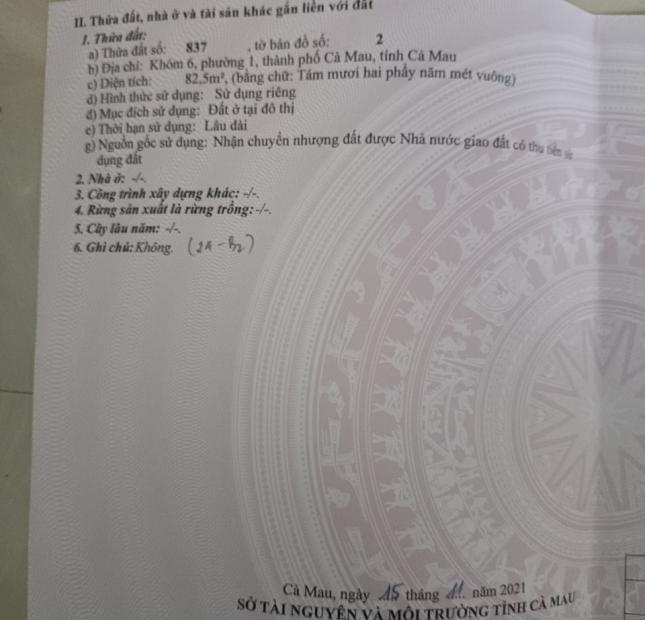 II. Thửa đất, nhà ở và tài sản khác gắn liền với đất
1. Thửa đất:
a) Thửa đất số: 837 , tờ bản đồ số: 2
b) Địa chỉ: Khóm 6, phường 1, thành phố Cà Mau, tỉnh Cà Mau
c) Diện tích: 82,5m², (bằng chữ: Tám mươi hai phẩy năm mét vuông)
d) Hình thức sử dụng: Sử dụng riêng
đ) Mục đích sử dụng: Đất ở tại đô thị
e) Thời hạn sử dụng: Lâu dài
g) Nguồn gốc sử dụng: Nhận chuyển nhượng đất được Nhà nước giao đất có thu tiền sử
dụng đất
2. Nhà ở: -/-.
3. Công trình xây dựng khác: -/-.
4. Rừng sản xuất là rừng trồng: -/-.
5. Cây lâu năm: -/-.
6. Ghi chú: Không. (2A-B2)
Cà Mau, ngày 15 tháng 11 năm 2021
SỞ TÀI NGUYÊN VÀ MÔI TRƯỜNG TỈNH CÀ MAU